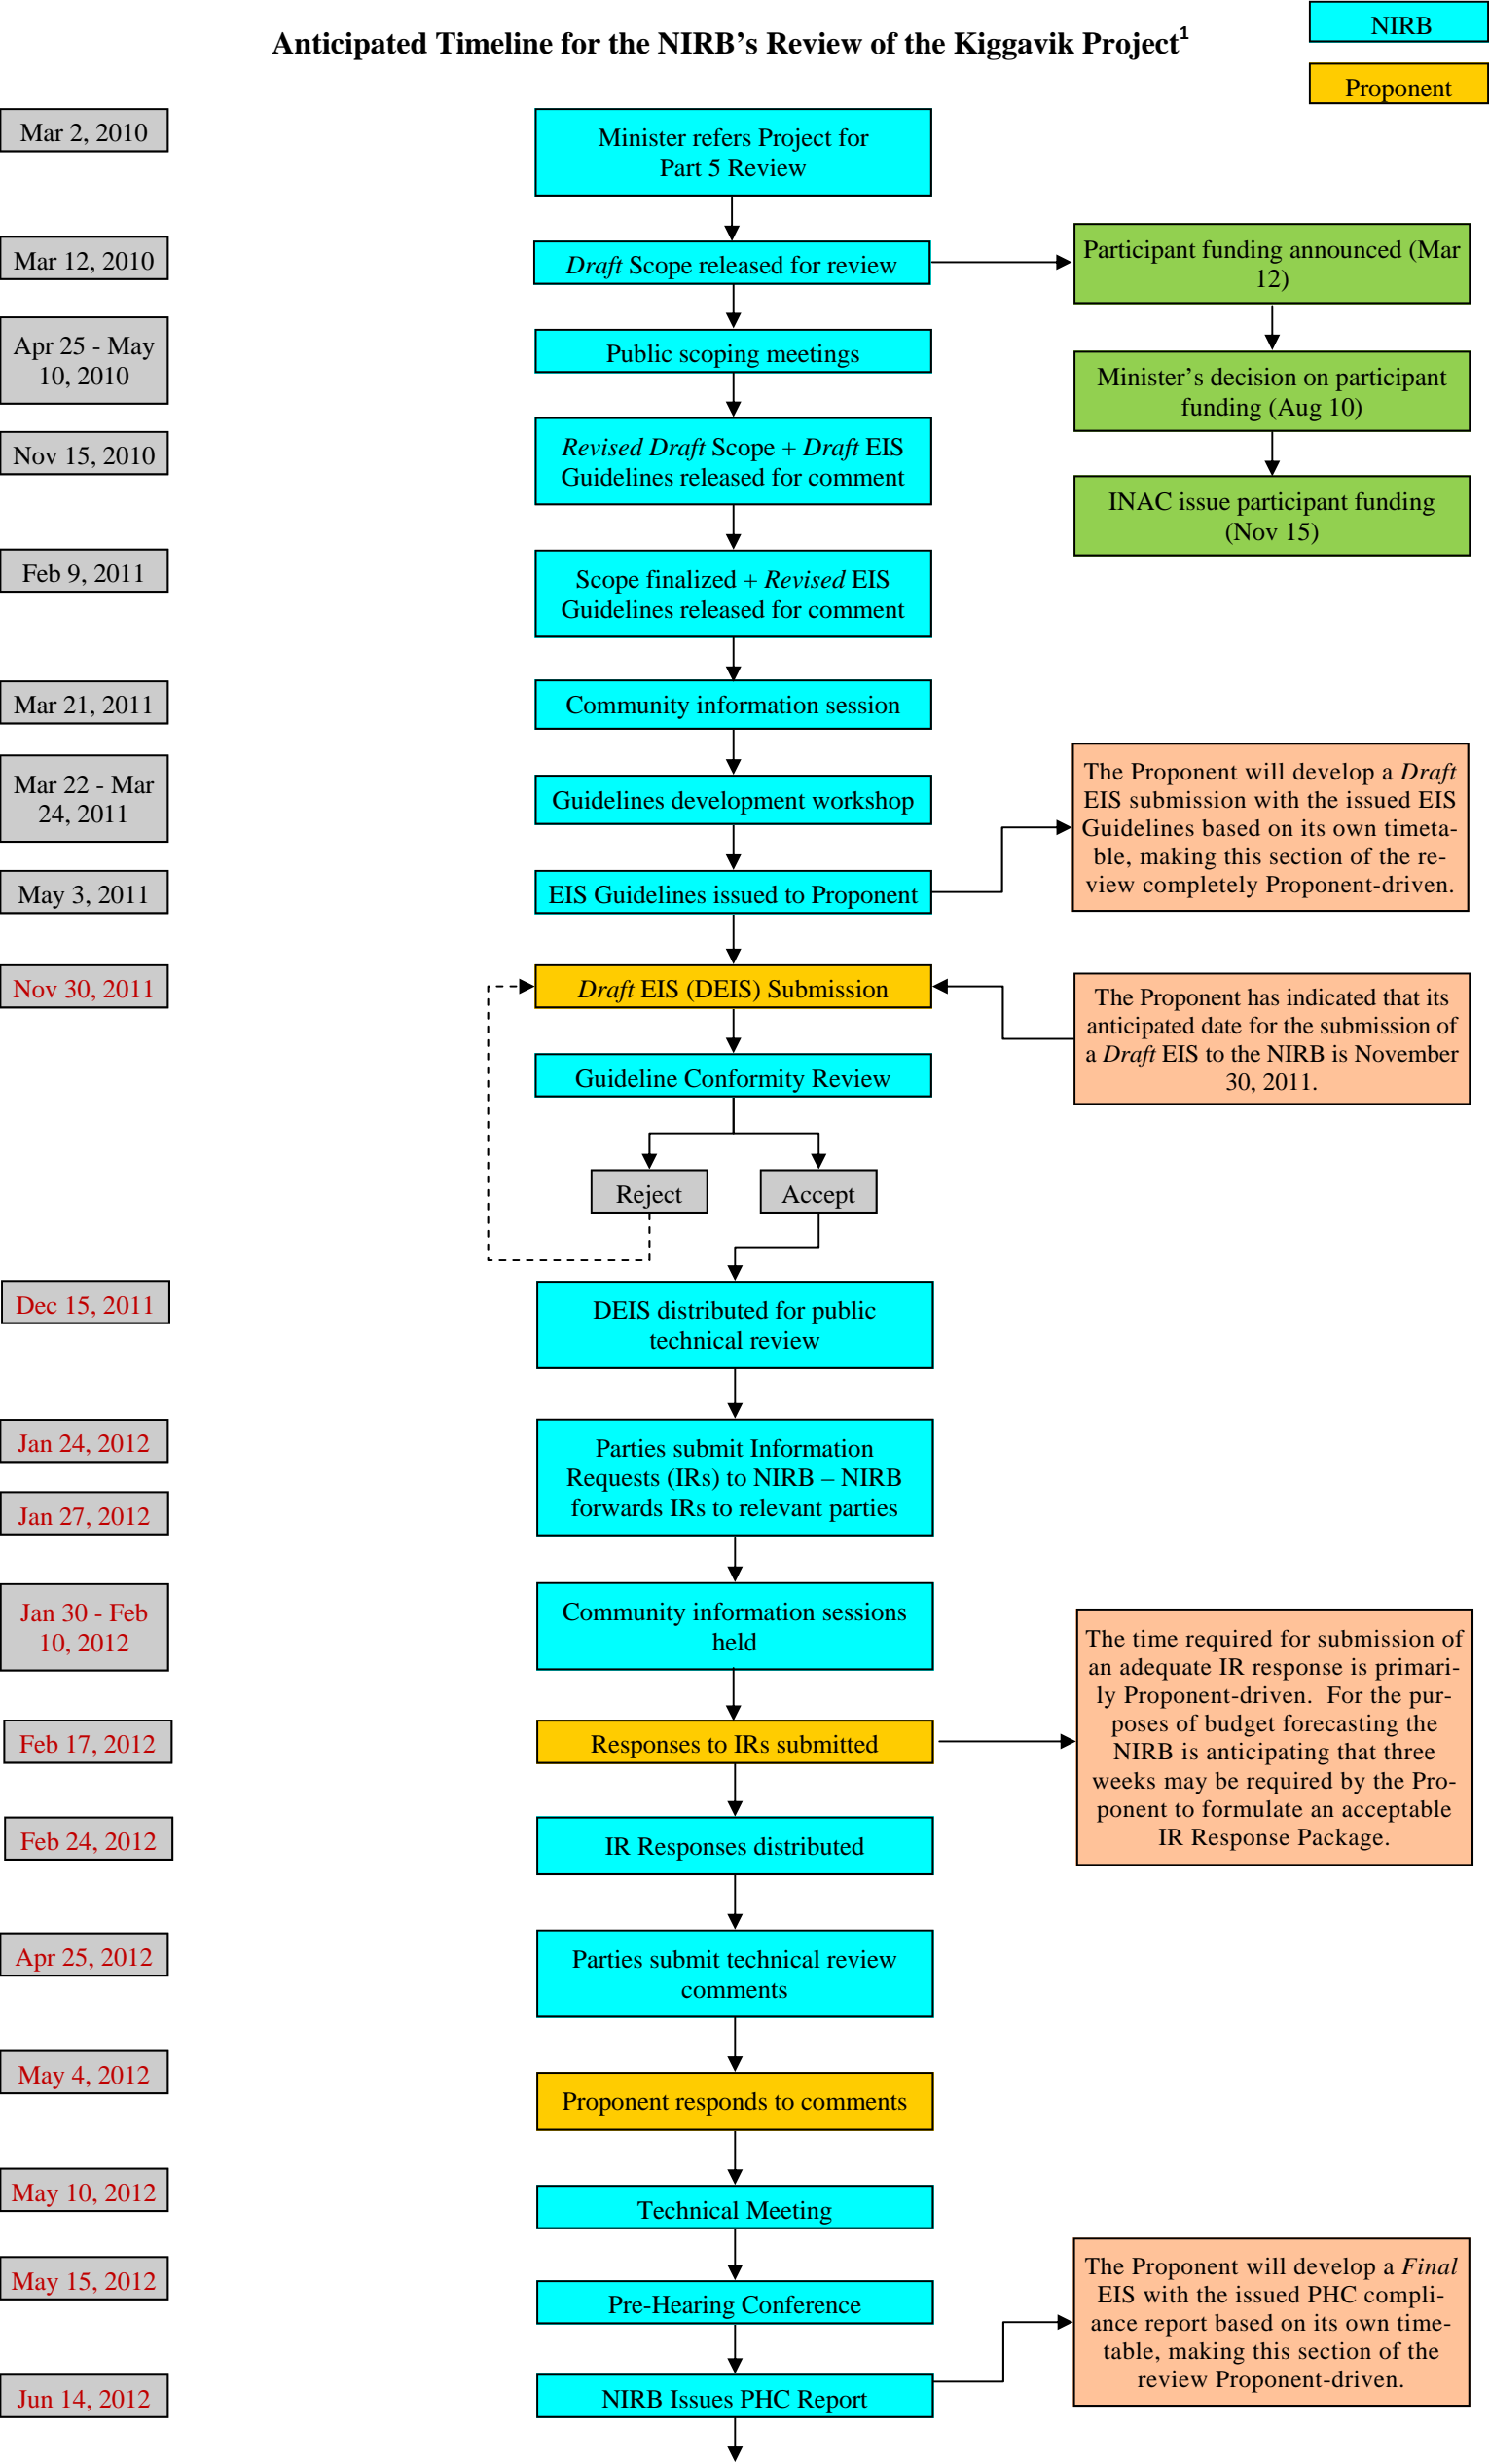 Anticipated Timeline for the NIRB's Review of the Kiggavik Project¹
NIRB
Proponent
Mar 2, 2010
Minister refers Project for
Part 5 Review
Mar 12, 2010
Draft Scope released for review
Participant funding announced (Mar
12)
Apr 25 - May
10, 2010
Public scoping meetings
Minister's decision on participant
funding (Aug 10)
Nov 15, 2010
Revised Draft Scope + Draft EIS
Guidelines released for comment
INAC issue participant funding
(Nov 15)
Feb 9, 2011
Scope finalized + Revised EIS
Guidelines released for comment
Mar 21, 2011
Community information session
Mar 22 - Mar
24, 2011
Guidelines development workshop
The Proponent will develop a Draft
EIS submission with the issued EIS
Guidelines based on its own timeta-
ble, making this section of the re-
view completely Proponent-driven.
May 3, 2011
EIS Guidelines issued to Proponent
Nov 30, 2011
Draft EIS (DEIS) Submission
The Proponent has indicated that its
anticipated date for the submission of
a Draft EIS to the NIRB is November
30, 2011.
Guideline Conformity Review
Reject
Accept
Dec 15, 2011
DEIS distributed for public
technical review
Jan 24, 2012
Jan 27, 2012
Parties submit Information
Requests (IRs) to NIRB – NIRB
forwards IRs to relevant parties
Jan 30 - Feb
10, 2012
Community information sessions
held
Feb 17, 2012
Responses to IRs submitted
The time required for submission of
an adequate IR response is primari-
ly Proponent-driven. For the pur-
poses of budget forecasting the
NIRB is anticipating that three
weeks may be required by the Pro-
ponent to formulate an acceptable
IR Response Package.
Feb 24, 2012
IR Responses distributed
Apr 25, 2012
Parties submit technical review
comments
May 4, 2012
Proponent responds to comments
May 10, 2012
Technical Meeting
May 15, 2012
Pre-Hearing Conference
The Proponent will develop a Final
EIS with the issued PHC compli-
ance report based on its own time-
table, making this section of the
review Proponent-driven.
Jun 14, 2012
NIRB Issues PHC Report